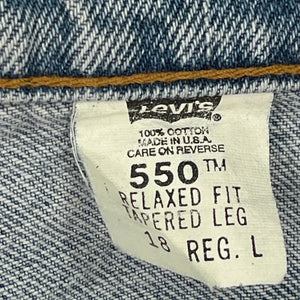 Levi's
100% COTTON
MADE IN U.S.A.
CARE ON REVERSE
550™
RELAXED FIT
TAPERED LEG
18 REG. L